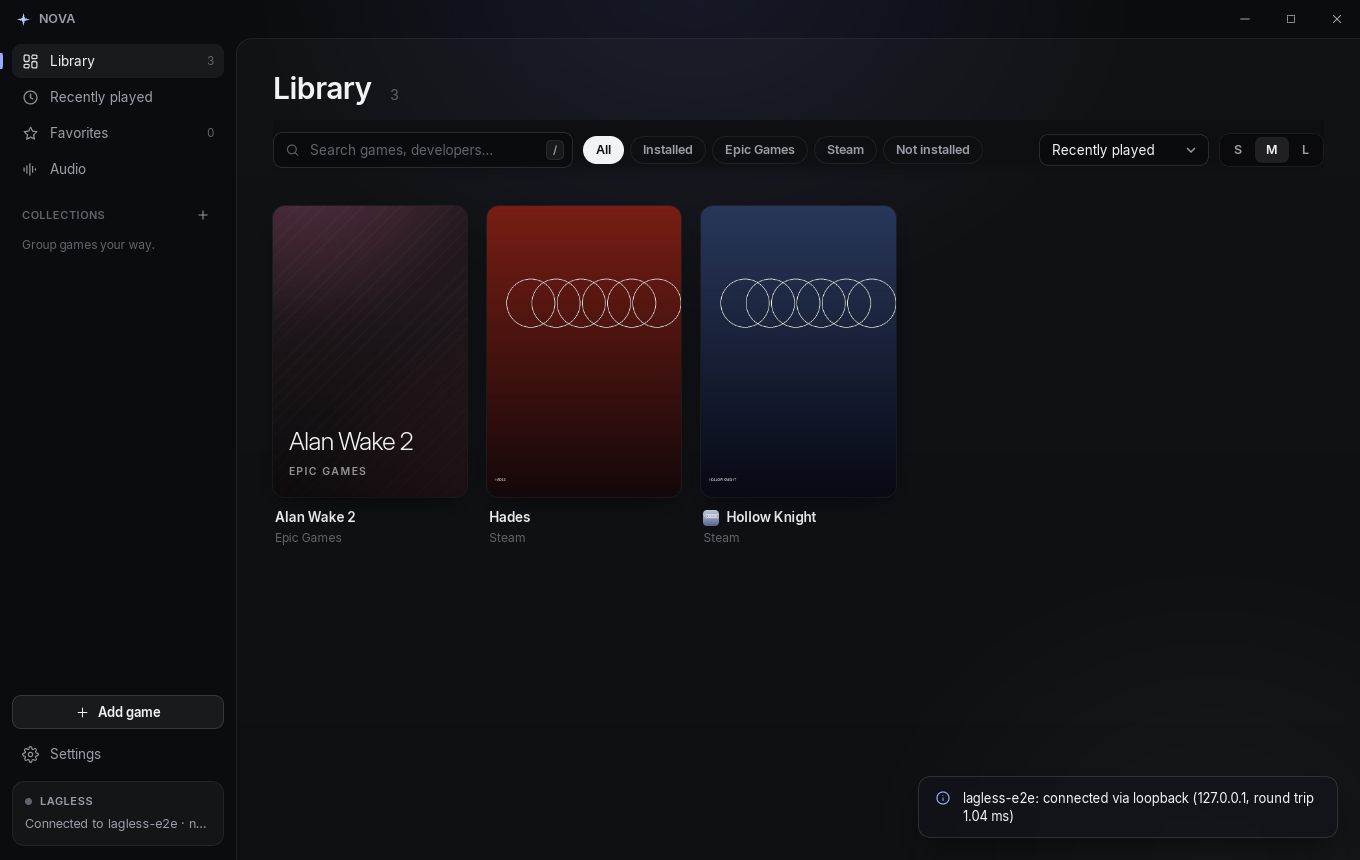 NOVA
Library 3
Recently played
Favorites 0
Audio
COLLECTIONS
Group games your way.
Add game
Settings
LAGLESS
Connected to lagless-e2e · n...
Library 3
Search games, developers... /
All Installed Epic Games Steam Not installed
Recently played
S M L
Alan Wake 2
EPIC GAMES
HADES
HOLLOW KNIGHT
Alan Wake 2
Epic Games
Hades
Steam
Hollow Knight
Steam
lagless-e2e: connected via loopback (127.0.0.1, round trip
1.04 ms)